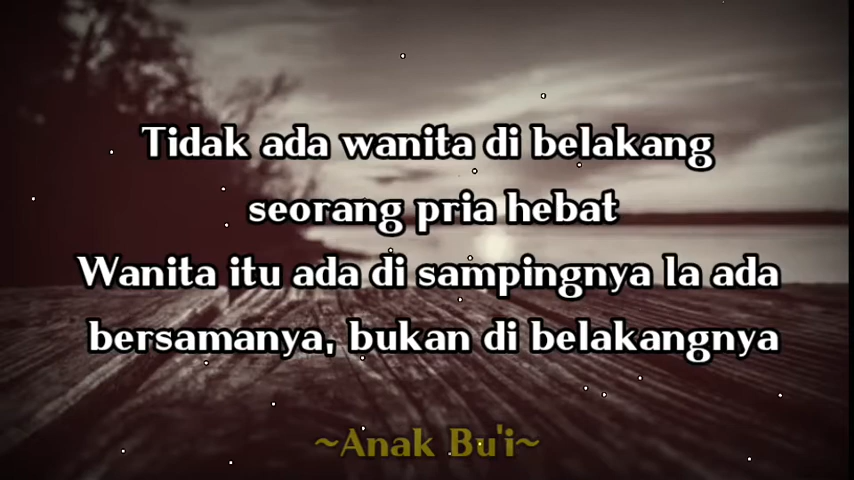 Tidak ada wanita di belakang
seorang pria hebat
Wanita itu ada di sampingnya la ada
bersamanya, bukan di belakangnya
~Anak Bu'i~